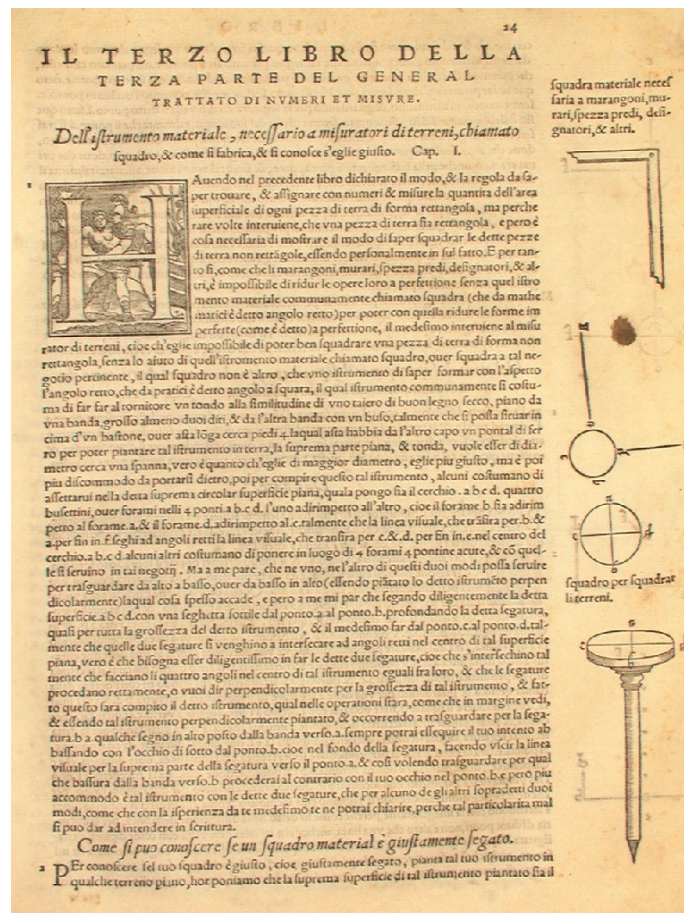 24
IL TERZO LIBRO DELLA
TERZA PARTE DEL GENERAL
TRATTATO DI NVMERI ET MISVRE.
Dell'istrumento materiale, necessario a misuratori di terreni, chiamato
squadro, & come si fabrica, & si conosce s'eglie giusto. Cap. I.
1
HAuendo nel precedente libro dichiarato il modo, & la regola da sa-
per trouare, & assignare con numeri & misure la quantita dell'area
superficiale di ogni pezza di terra di forma rettangola, ma perche
rare volte interuiene, che vna pezza di terra sia rettangola, e però è
cosa necessaria di mostrare il modo di saper squadrar le dette pezze
di terra non rettãgole, essendo personalmente in sul fatto. E per tan-
to si, come che li marangoni, murari, spezza predi, designatori, & al-
tri, è impossibile di ridur le opere loro a perfettione senza quel istro
mento materiale communamente chiamato squadra (che da mathe
matici è detto angolo retto) per poter con quella ridure le forme im
perfette (come è detto) a perfettione, il medesimo interuiene al misu
rator di terreni, cioe ch'eglie impossibile di poter ben squadrare vna pezza di terra di forma non
rettangola, senza lo aiuto di quell'istromento materiale chiamato squadro, ouer squadra a tal ne-
gotio pertinente, il qual squadro non è altro, che vno istrumento di saper formar con l'aspetto
l'angolo retto, che da pratici è detto angolo a squara, il qual istrumento communamente si costu-
ma di far far al tornitore vn tondo alla similitudine di vno taiero di buon legno secco, piano da
vna banda, grosso almeno duoi diti, & da l'altra banda con vn buso, talmente che si possa firuar in
cima d'vn bastone, ouer asta lõga cerca piedi 4. laqual asta habbia da l'altro capo vn pontal di fer
ro per poter piantare tal istrumento in terra, la suprema parte piana, & tonda, vuole esser di dia-
metro cerca vna spanna, vero è quanto ch'egle di maggior diametro, eglie piu giusto, ma è poi
piu discommodo da portarsi dietro, poi per compire questo tal istrumento, alcuni costumano di
assettarui nella detta suprema circolar superficie piana, quala pongo sia il cerchio. a b c d. quattro
busettini, ouer forami nelli 4 ponti a b c d. l'uno adirimpetto all'altro, cioe il forame b. sia adirim
petto al forame. a. & il forame. d. adirimpetto al. c. talmente che la linea visuale, che trãsira per. b. &
a. per fin in. f. seghi ad angoli retti la linea visuale, che transira per c. & d. per fin in. e. nel centro del
cerchio. a b c d alcuni altri costumano di ponere in luogo di 4 forami 4 pontine acute, & cõ quel-
le si seruino in tai negotij. Ma a me pare, che ne vno, ne l'altro di questi duoi modi possa seruire
per trasguardare da alto a basso, ouer da basso in alto (essendo piãtato lo detto istrumẽto perpen
dicolarmente) laqual cosa spesso accade, e pero a me mi par che segando diligentemente la detta
superficie. a b c d. con vna seghetta sottile dal ponto. a. al ponto. b. profondando la detta segatura,
quasi per tutta la grossezza del detto istrumento, & il medesimo far dal ponto. c. al ponto. d. tal-
mente che quelle due segature si venghino a intersecare ad angoli retti nel centro di tal superficie
piana, vero è che bisogna esser diligentissimo in far le dette due segature, cioe che s'intersechino tal
mente che facciano li quattro angoli nel centro di tal istrumento eguali fra loro, & che le segature
procedano rettamente, o vuoi dir perpendicolarmente per la grossezza di tal istrumento, & fat-
to questo sara compito il detto istrumento, qual nelle operationi stara, come che in margine vedi,
& essendo tal istrumento perpendicolarmente piantato, & occorrendo a trasguardare per la sega-
tura. b a. qualche segno in alto posto dalla banda verso. a. sempre potrai essequire il tuo intento ab
bassando con l'occhio di sotto dal ponto. b. cioe nel fondo della segatura, facendo vscir la linea
visuale per la suprema parte della segatura verso il ponto. a. & cosi volendo trasguardare per qual
che bassura dalla banda verso. b procederai al contrario con il tuo occhio nel ponto. b. e però piu
accommodo è tal istrumento con le dette due segature, che per alcuno de gli altri sopradetti duoi
modi, come che con la isperienza da te medesimo te ne potrai chiarire, perche tal particolarita mal
si puo dar ad intendere in scrittura.
Come si puo conoscere se un squadro material è giustamente segato.
2 PEr conoscere sel tuo squadro è giusto, cioe giustamente segato, pianta tal tuo istrumento in
qualche terreno piano, hor poniamo che la suprema superficie di tal istrumento piantato sia il
squadra materiale necef
saria a marangoni, mu-
rari, spezza predi, desi-
gnatori, & altri.
squadro per squadrar
li terreni.